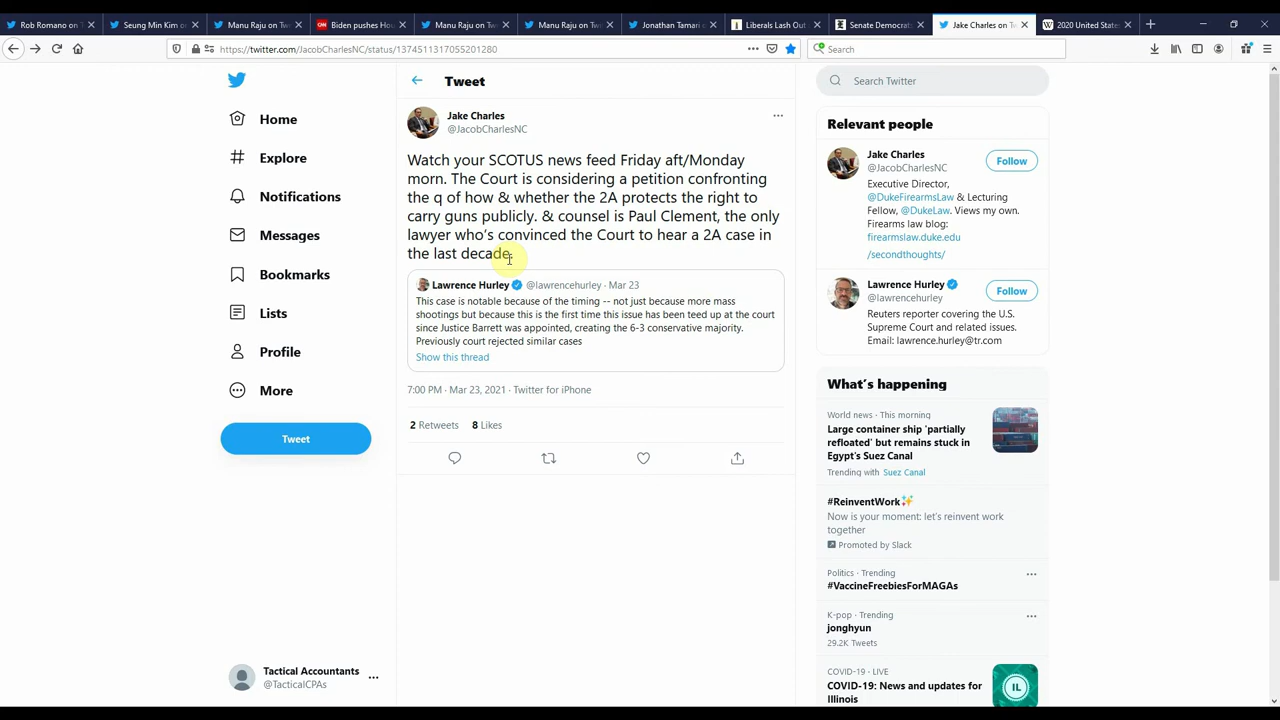 Rob Romano on Tw
Seung Min Kim on
Manu Raju on Twe
Biden pushes Hou
Manu Raju on Twe
Manu Raju on Twe
Jonathan Tamari o
Liberals Lash Out
Senate Democrats
Jake Charles on Tw
2020 United States
https://twitter.com/JacobCharlesNC/status/1374511317055201280
Search
Tweet
Search Twitter
Home
Explore
Notifications
Messages
Bookmarks
Lists
Profile
More
Tweet
Tactical Accountants
@TacticalCPAs
Jake Charles
@JacobCharlesNC
Watch your SCOTUS news feed Friday aft/Monday
morn. The Court is considering a petition confronting
the q of how & whether the 2A protects the right to
carry guns publicly. & counsel is Paul Clement, the only
lawyer who's convinced the Court to hear a 2A case in
the last decade.
Lawrence Hurley @lawrencehurley · Mar 23
This case is notable because of the timing -- not just because more mass
shootings but because this is the first time this issue has been teed up at the court
since Justice Barrett was appointed, creating the 6-3 conservative majority.
Previously court rejected similar cases
Show this thread
7:00 PM · Mar 23, 2021 · Twitter for iPhone
2 Retweets 8 Likes
Relevant people
Jake Charles
@JacobCharlesNC
Follow
Executive Director,
@DukeFirearmsLaw & Lecturing
Fellow, @DukeLaw. Views my own.
Firearms law blog:
firearmslaw.duke.edu
/secondthoughts/
Lawrence Hurley
@lawrencehurley
Follow
Reuters reporter covering the U.S.
Supreme Court and related issues.
Email: lawrence.hurley@tr.com
What's happening
World news · This morning
Large container ship 'partially
refloated' but remains stuck in
Egypt's Suez Canal
Trending with Suez Canal
#ReinventWork
Now is your moment: let's reinvent work
together
Promoted by Slack
Politics · Trending
#VaccineFreebiesForMAGAs
K-pop · Trending
jonghyun
29.2K Tweets
COVID-19 · LIVE
COVID-19: News and updates for
Illinois
IL